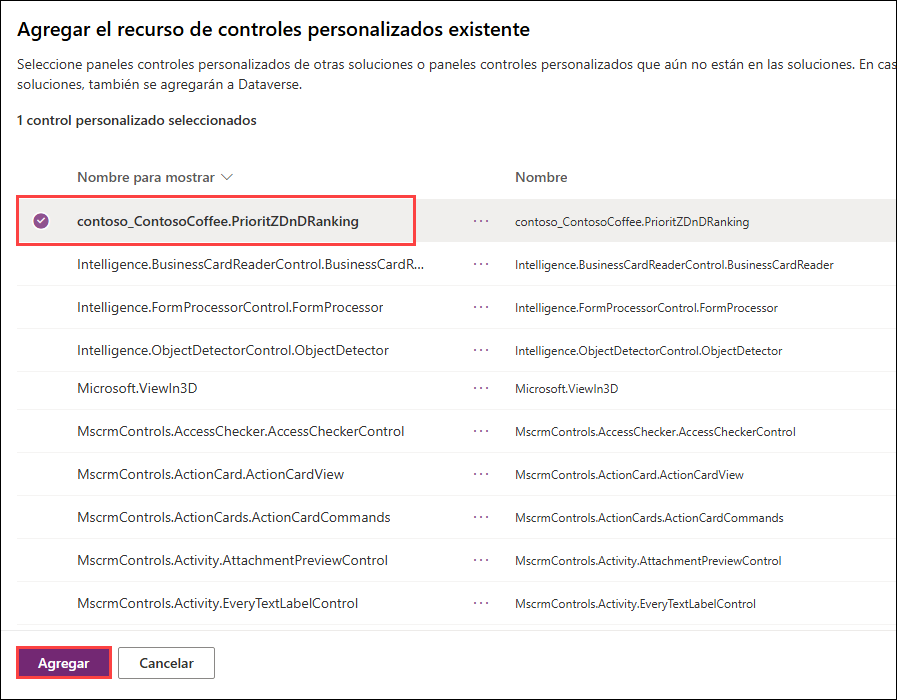 Agregar el recurso de controles personalizados existente
Seleccione paneles controles personalizados de otras soluciones o paneles controles personalizados que aún no están en las soluciones. En cas
soluciones, también se agregarán a Dataverse.
1 control personalizado seleccionados
Nombre para mostrar Nombre
contoso_ContosoCoffee.PrioritZDnDRanking ··· contoso_ContosoCoffee.PrioritZDnDRanking
Intelligence.BusinessCardReaderControl.BusinessCardR... ··· Intelligence.BusinessCardReaderControl.BusinessCardReader
Intelligence.FormProcessorControl.FormProcessor ··· Intelligence.FormProcessorControl.FormProcessor
Intelligence.ObjectDetectorControl.ObjectDetector ··· Intelligence.ObjectDetectorControl.ObjectDetector
Microsoft.ViewIn3D ··· Microsoft.ViewIn3D
MscrmControls.AccessChecker.AccessCheckerControl ··· MscrmControls.AccessChecker.AccessCheckerControl
MscrmControls.ActionCard.ActionCardView ··· MscrmControls.ActionCard.ActionCardView
MscrmControls.ActionCards.ActionCardCommands ··· MscrmControls.ActionCards.ActionCardCommands
MscrmControls.Activity.AttachmentPreviewControl ··· MscrmControls.Activity.AttachmentPreviewControl
MscrmControls.Activity.EveryTextLabelControl ··· MscrmControls.Activity.EveryTextLabelControl
Agregar Cancelar